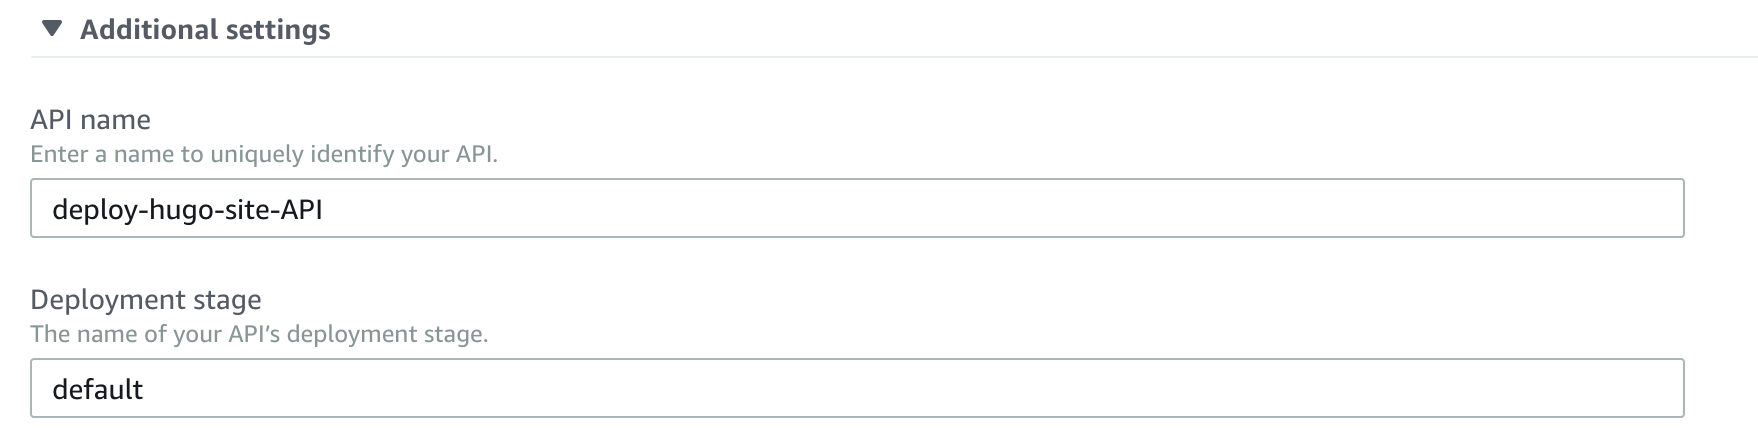 Additional settings
API name
Enter a name to uniquely identify your API.
deploy-hugo-site-API
Deployment stage
The name of your API’s deployment stage.
default